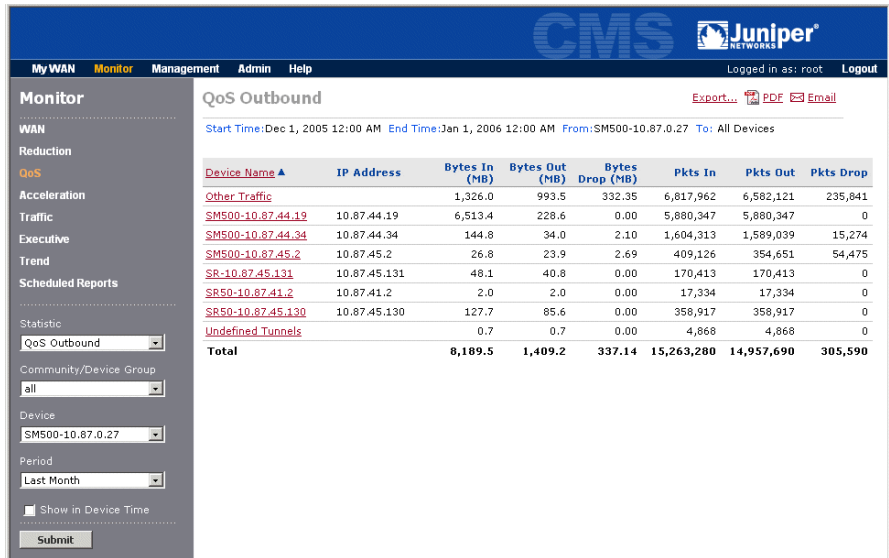 CMS
Juniper®
NETWORKS
My WAN Monitor Management Admin Help Logged in as: root Logout
Monitor
WAN
Reduction
QoS
Acceleration
Traffic
Executive
Trend
Scheduled Reports
Statistic
QoS Outbound
Community/Device Group
all
Device
SM500-10.87.0.27
Period
Last Month
Show in Device Time
Submit
QoS Outbound
Export... PDF Email
Start Time:Dec 1, 2005 12:00 AM End Time:Jan 1, 2006 12:00 AM From:SM500-10.87.0.27 To: All Devices
Device Name IP Address Bytes In (MB) Bytes Out (MB) Bytes Drop (MB) Pkts In Pkts Out Pkts Drop
Other Traffic 1,326.0 993.5 332.35 6,817,962 6,582,121 235,841
SM500-10.87.44.19 10.87.44.19 6,513.4 228.6 0.00 5,880,347 5,880,347 0
SM500-10.87.44.34 10.87.44.34 144.8 34.0 2.10 1,604,313 1,589,039 15,274
SM500-10.87.45.2 10.87.45.2 26.8 23.9 2.69 409,126 354,651 54,475
SR-10.87.45.131 10.87.45.131 48.1 40.8 0.00 170,413 170,413 0
SR50-10.87.41.2 10.87.41.2 2.0 2.0 0.00 17,334 17,334 0
SR50-10.87.45.130 10.87.45.130 127.7 85.6 0.00 358,917 358,917 0
Undefined Tunnels 0.7 0.7 0.00 4,868 4,868 0
Total 8,189.5 1,409.2 337.14 15,263,280 14,957,690 305,590